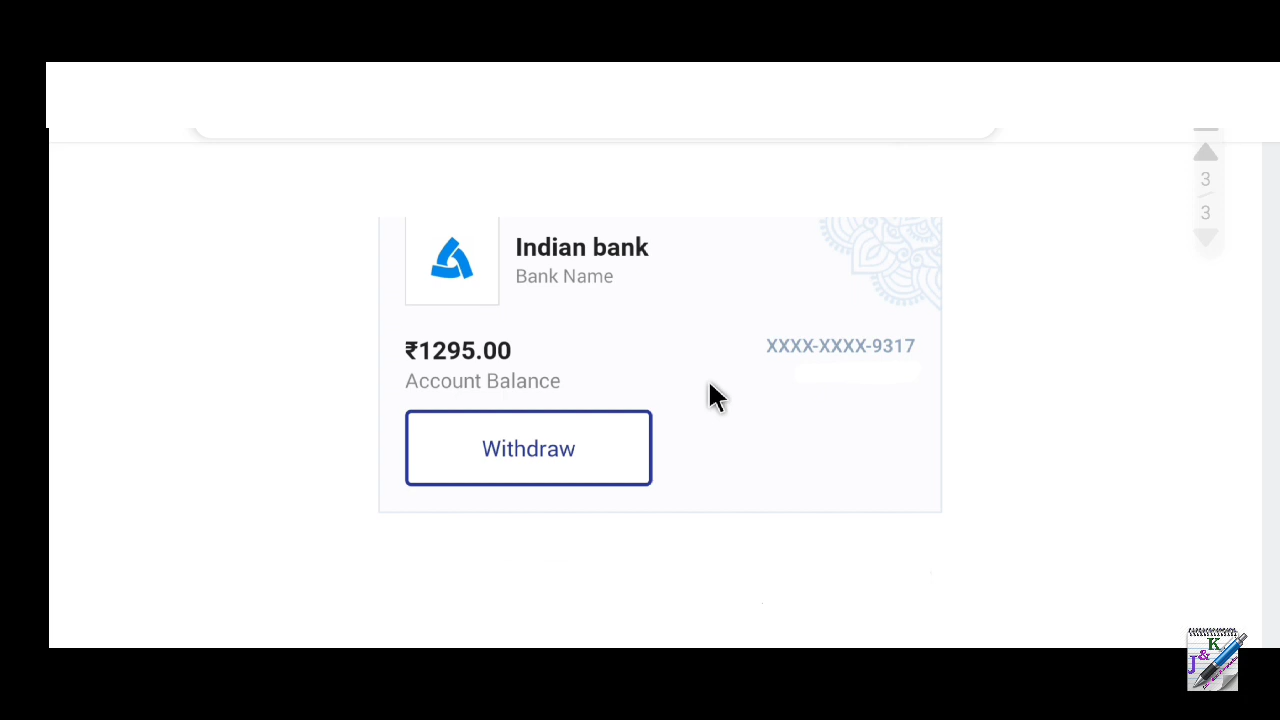 3
3
Indian bank
Bank Name
₹1295.00
XXXX-XXXX-9317
Account Balance
Withdraw
J&K